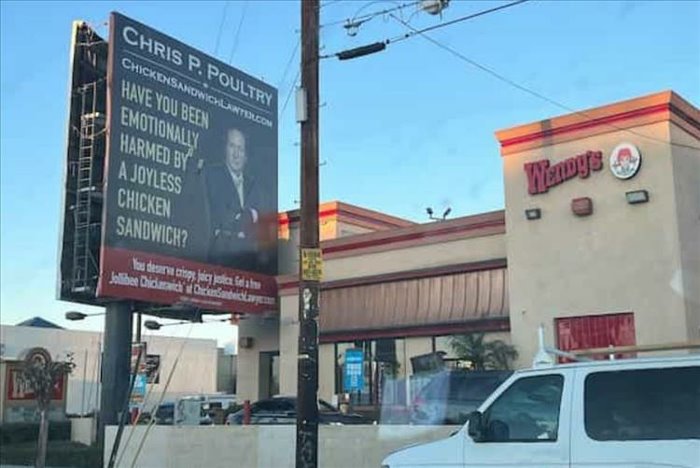 CHRIS P. POULTRY
CHICKENSANDWICHLAWYER.COM
HAVE YOU BEEN
EMOTIONALLY
HARMED BY
A JOYLESS
CHICKEN
SANDWICH?
You deserve crispy, juicy justice. Get a free
Jollibee Chickenwich at ChickenSandwichLawyer.com
WENDY'S